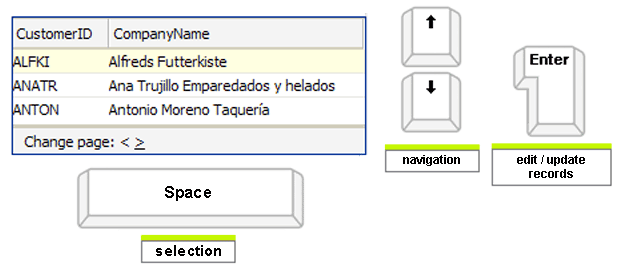 CustomerID CompanyName
ALFKI Alfreds Futterkiste
ANATR Ana Trujillo Emparedados y helados
ANTON Antonio Moreno Taquería
Change page: < >
↑
↓
navigation
Enter
edit / update
records
Space
selection